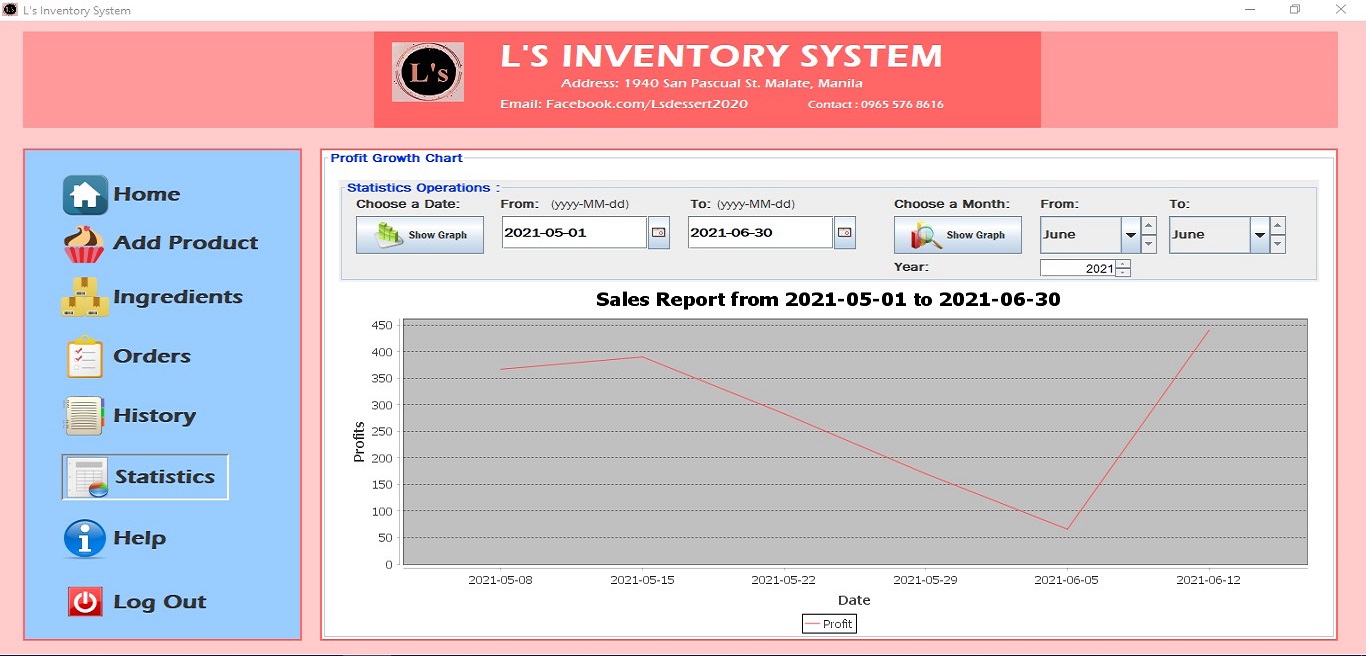 L's Inventory System
L's
L'S INVENTORY SYSTEM
Address: 1940 San Pascual St. Malate, Manila
Email: Facebook.com/Lsdessert2020 Contact : 0965 576 8616
Home
Add Product
Ingredients
Orders
History
Statistics
Help
Log Out
Profit Growth Chart
Statistics Operations :
Choose a Date: From: (yyyy-MM-dd) To: (yyyy-MM-dd) Choose a Month: From: To:
Show Graph 2021-05-01 2021-06-30 Show Graph June June
Year: 2021
Sales Report from 2021-05-01 to 2021-06-30
450
400
350
300
250
200
150
100
50
0
Profits
2021-05-08 2021-05-15 2021-05-22 2021-05-29 2021-06-05 2021-06-12
Date
Profit